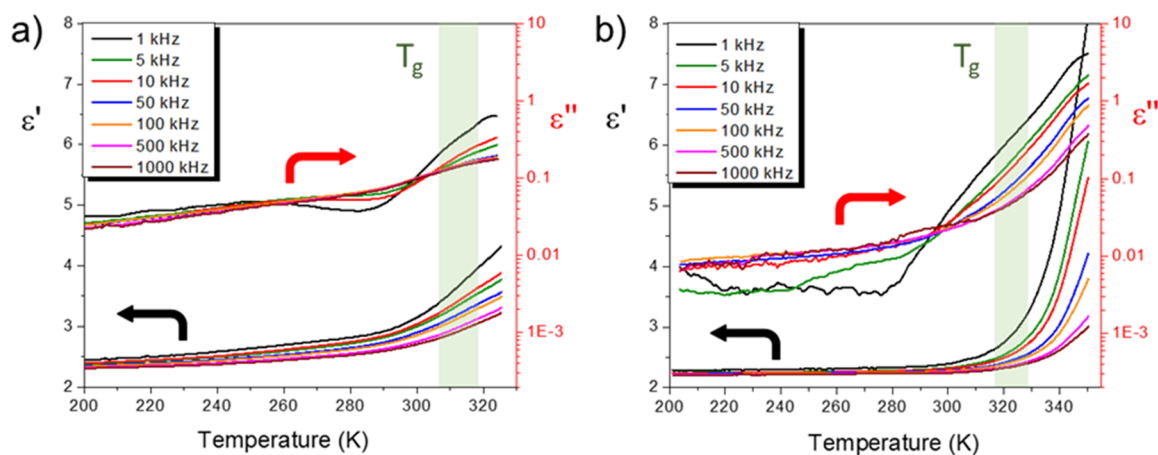 a)
8
7
6
5
4
3
2
ε'
1 kHz
5 kHz
10 kHz
50 kHz
100 kHz
500 kHz
1000 kHz
Tg
10
1
0.1
0.01
1E-3
ε''
200 220 240 260 280 300 320
Temperature (K)
b)
8
7
6
5
4
3
2
ε'
1 kHz
5 kHz
10 kHz
50 kHz
100 kHz
500 kHz
1000 kHz
Tg
10
1
0.1
0.01
1E-3
ε''
200 220 240 260 280 300 320 340
Temperature (K)